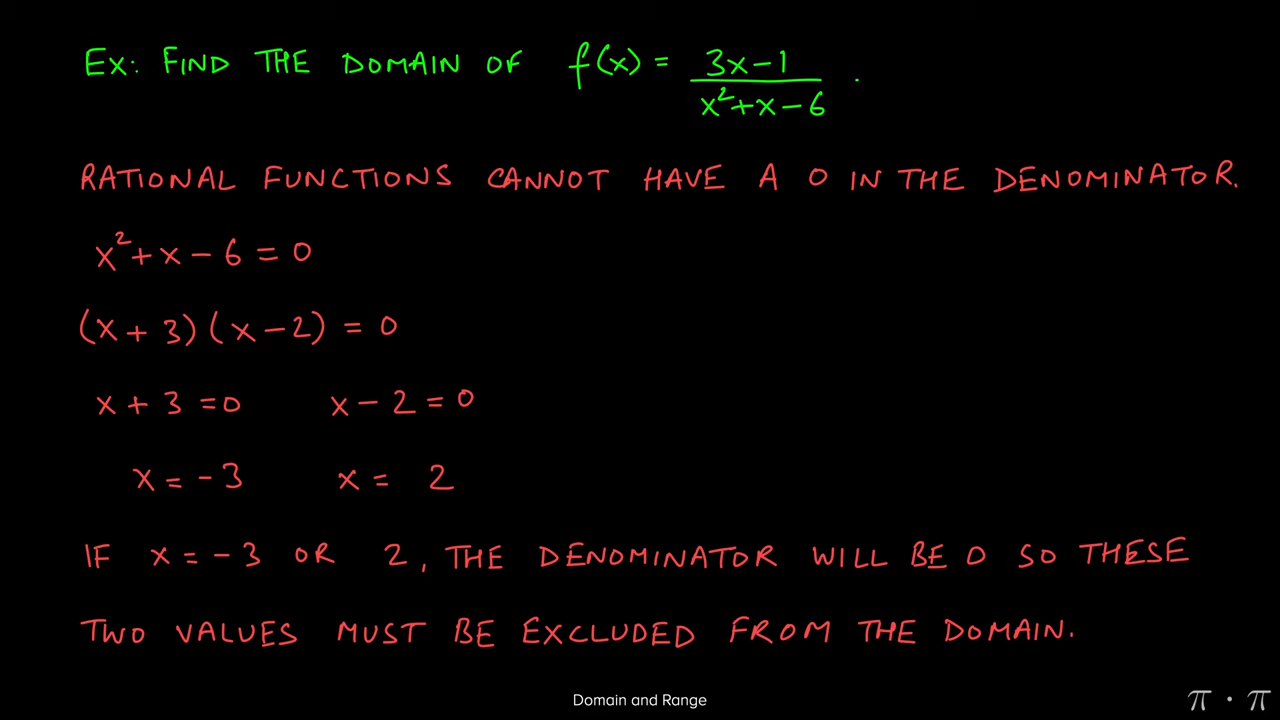 EX: FIND THE DOMAIN OF f(x) = (3x-1)/(x²+x-6) .
RATIONAL FUNCTIONS CANNOT HAVE A 0 IN THE DENOMINATOR.
x²+x-6=0
(x+3)(x-2)=0
x+3=0 x-2=0
x=-3 x= 2
IF x=-3 OR 2, THE DENOMINATOR WILL BE 0 SO THESE
TWO VALUES MUST BE EXCLUDED FROM THE DOMAIN.
Domain and Range
π · π